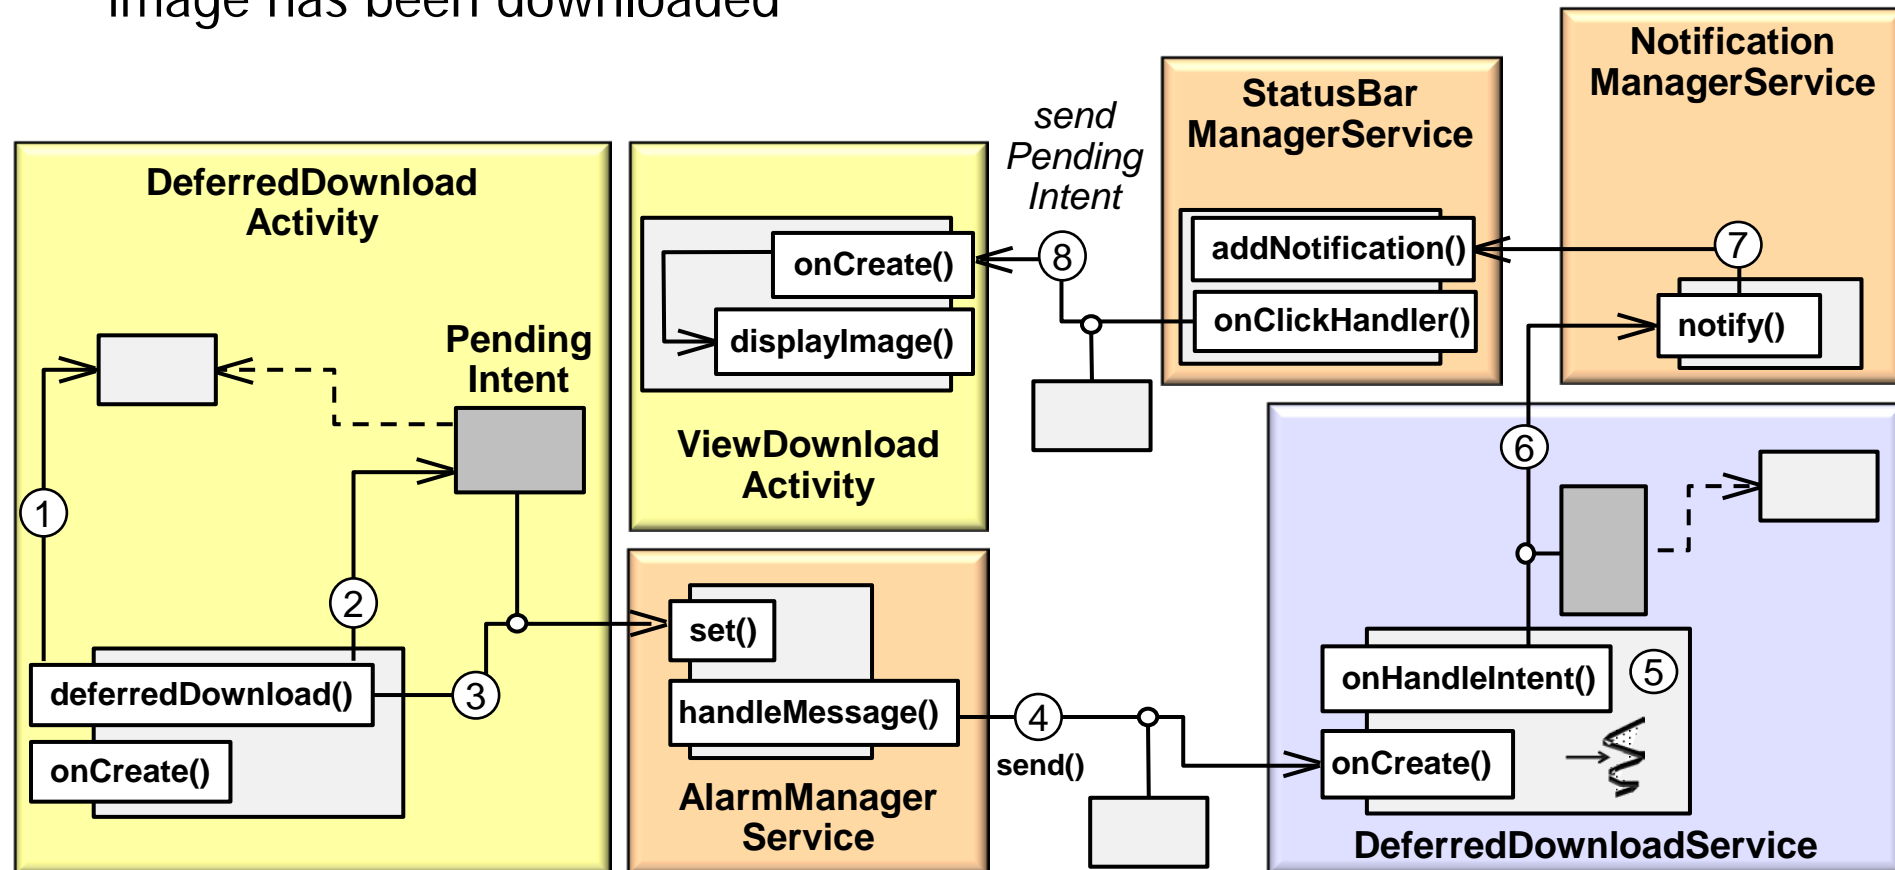 image has been downloaded
Notification
ManagerService
StatusBar
ManagerService
send
Pending
Intent
DeferredDownload
Activity
addNotification()
7
onCreate()
8
onClickHandler()
notify()
displayImage()
Pending
Intent
ViewDownload
Activity
6
1
2
set()
onHandleIntent()
5
deferredDownload()
3
handleMessage()
4
send()
onCreate()
onCreate()
AlarmManager
Service
DeferredDownloadService